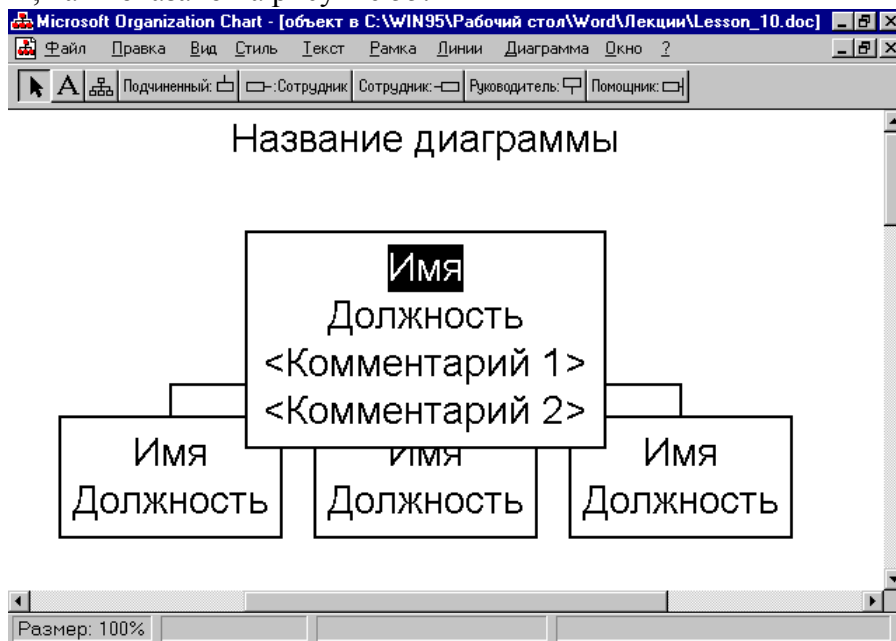 Microsoft Organization Chart - [объект в C:\WIN95\Рабочий стол\Word\Лекции\Lesson_10.doc]
Файл Правка Вид Стиль Текст Рамка Линии Диаграмма Окно ?
A Подчиненный: :Сотрудник Сотрудник: Руководитель: Помощник:
Название диаграммы
Имя
Должность
<Комментарий 1>
<Комментарий 2>
Имя Имя Имя
Должность Должность Должность
Размер: 100%